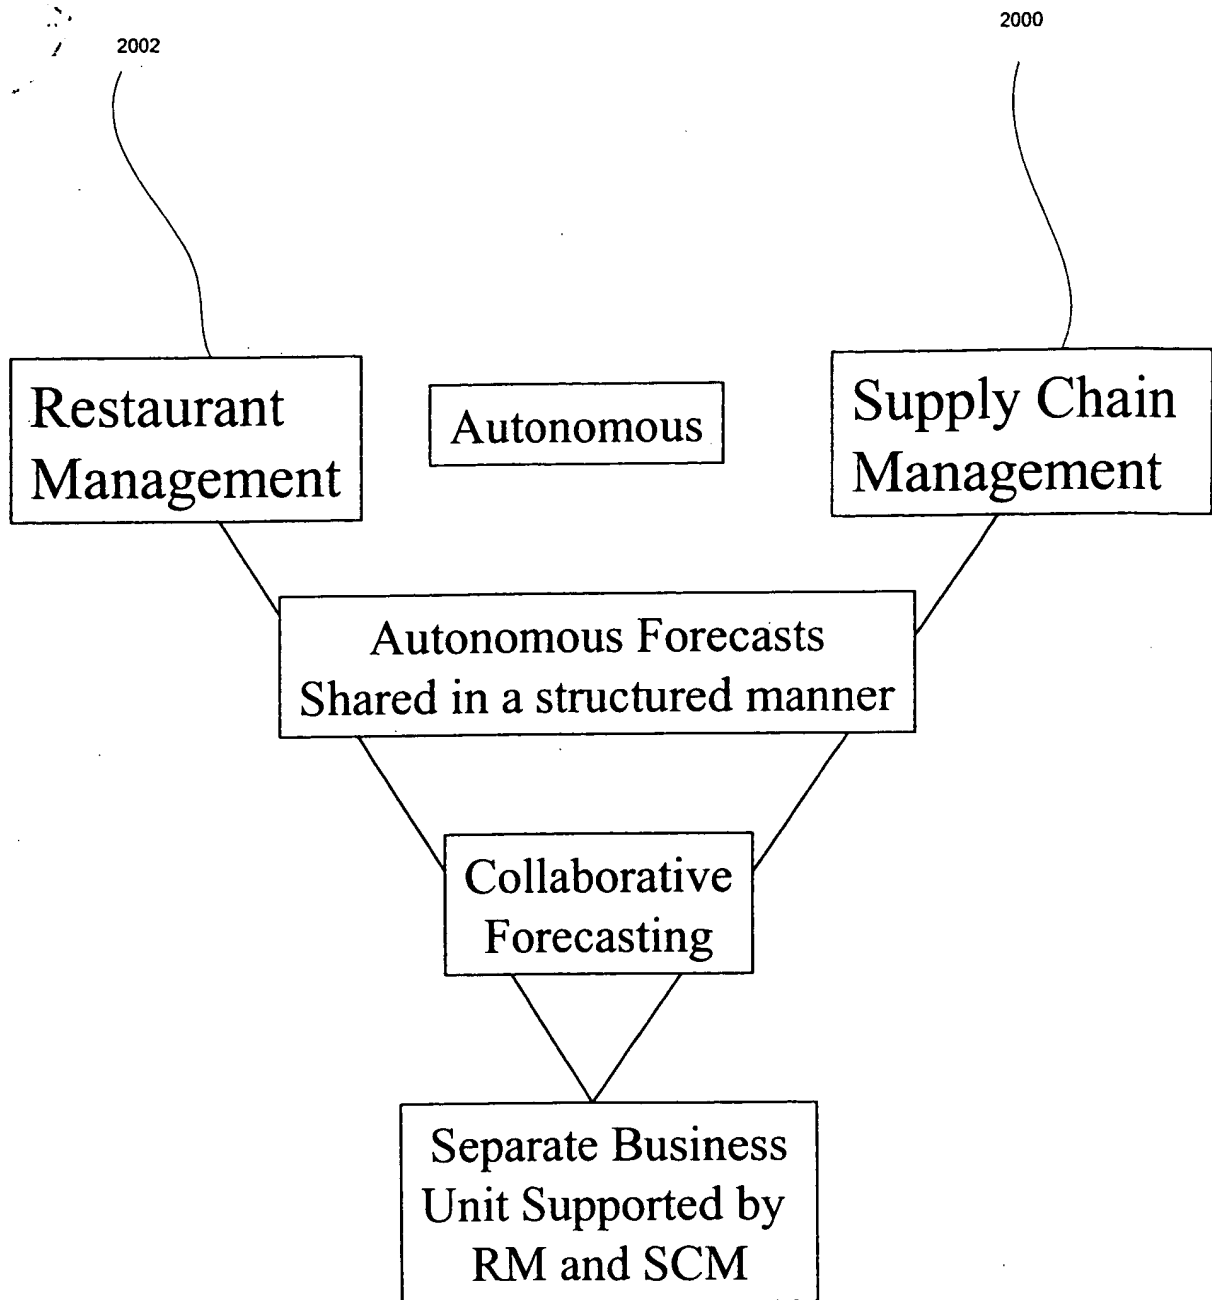 2002
2000
Restaurant
Management
Autonomous
Supply Chain
Management
Autonomous Forecasts
Shared in a structured manner
Collaborative
Forecasting
Separate Business
Unit Supported by
RM and SCM